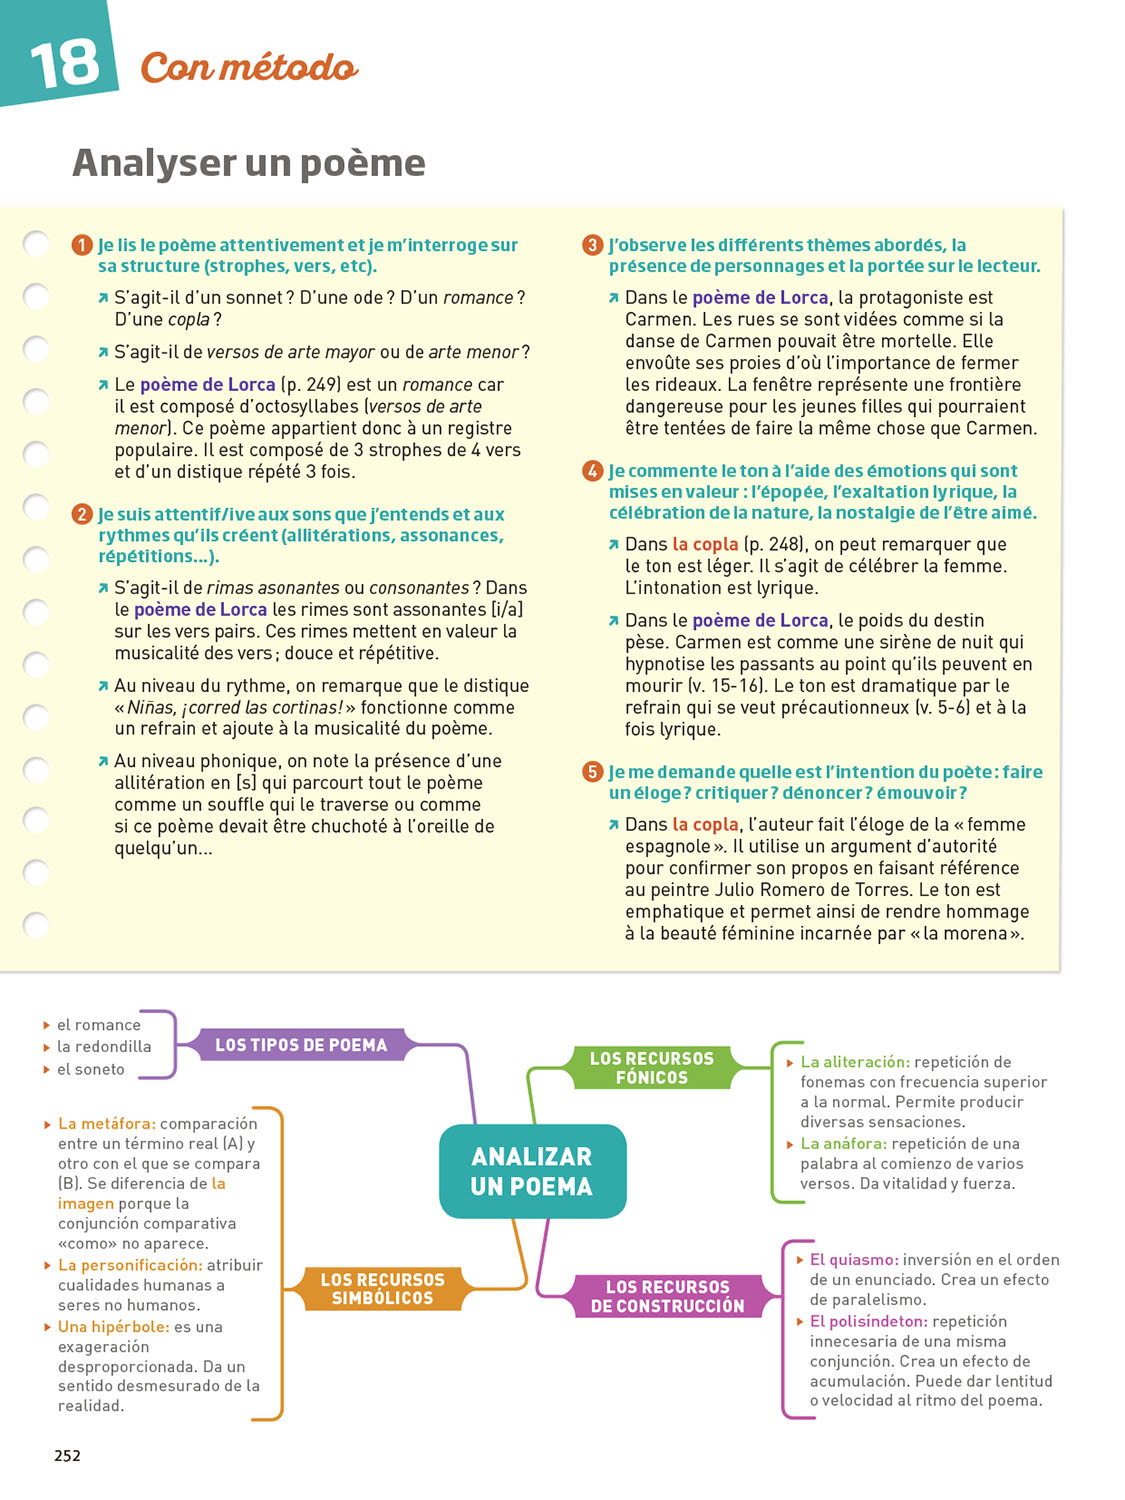 18
Con método
Analyser un poème
1 Je lis le poème attentivement et je m’interroge sur
sa structure (strophes, vers, etc).
S’agit-il d’un sonnet ? D’une ode ? D’un romance ?
D’une copla ?
S’agit-il de versos de arte mayor ou de arte menor ?
Le poème de Lorca (p. 249) est un romance car
il est composé d’octosyllabes (versos de arte
menor). Ce poème appartient donc à un registre
populaire. Il est composé de 3 strophes de 4 vers
et d’un distique répété 3 fois.
2 Je suis attentif/ive aux sons que j’entends et aux
rythmes qu’ils créent (allitérations, assonances,
répétitions...).
S’agit-il de rimas asonantes ou consonantes ? Dans
le poème de Lorca les rimes sont assonantes [i/a]
sur les vers pairs. Ces rimes mettent en valeur la
musicalité des vers ; douce et répétitive.
Au niveau du rythme, on remarque que le distique
« Niñas, ¡corred las cortinas! » fonctionne comme
un refrain et ajoute à la musicalité du poème.
Au niveau phonique, on note la présence d’une
allitération en [s] qui parcourt tout le poème
comme un souffle qui le traverse ou comme
si ce poème devait être chuchoté à l’oreille de
quelqu’un...
3 J’observe les différents thèmes abordés, la
présence de personnages et la portée sur le lecteur.
Dans le poème de Lorca, la protagoniste est
Carmen. Les rues se sont vidées comme si la
danse de Carmen pouvait être mortelle. Elle
envoûte ses proies d’où l’importance de fermer
les rideaux. La fenêtre représente une frontière
dangereuse pour les jeunes filles qui pourraient
être tentées de faire la même chose que Carmen.
4 Je commente le ton à l’aide des émotions qui sont
mises en valeur : l’épopée, l’exaltation lyrique, la
célébration de la nature, la nostalgie de l’être aimé.
Dans la copla (p. 248), on peut remarquer que
le ton est léger. Il s’agit de célébrer la femme.
L’intonation est lyrique.
Dans le poème de Lorca, le poids du destin
pèse. Carmen est comme une sirène de nuit qui
hypnotise les passants au point qu’ils peuvent en
mourir (v. 15-16). Le ton est dramatique par le
refrain qui se veut précautionneux (v. 5-6) et à la
fois lyrique.
5 Je me demande quelle est l’intention du poète : faire
un éloge ? critiquer ? dénoncer ? émouvoir ?
Dans la copla, l’auteur fait l’éloge de la « femme
espagnole ». Il utilise un argument d’autorité
pour confirmer son propos en faisant référence
au peintre Julio Romero de Torres. Le ton est
emphatique et permet ainsi de rendre hommage
à la beauté féminine incarnée par « la morena ».
el romance
la redondilla
el soneto
LOS TIPOS DE POEMA
La metáfora: comparación
entre un término real (A) y
otro con el que se compara
(B). Se diferencia de la
imagen porque la
conjunción comparativa
«como» no aparece.
La personificación: atribuir
cualidades humanas a
seres no humanos.
Una hipérbole: es una
exageración
desproporcionada. Da un
sentido desmesurado de la
realidad.
LOS RECURSOS
SIMBÓLICOS
ANALIZAR
UN POEMA
LOS RECURSOS
FÓNICOS
La aliteración: repetición de
fonemas con frecuencia superior
a la normal. Permite producir
diversas sensaciones.
La anáfora: repetición de una
palabra al comienzo de varios
versos. Da vitalidad y fuerza.
LOS RECURSOS
DE CONSTRUCCIÓN
El quiasmo: inversión en el orden
de un enunciado. Crea un efecto
de paralelismo.
El polisíndeton: repetición
innecesaria de una misma
conjunción. Crea un efecto de
acumulación. Puede dar lentitud
o velocidad al ritmo del poema.
252